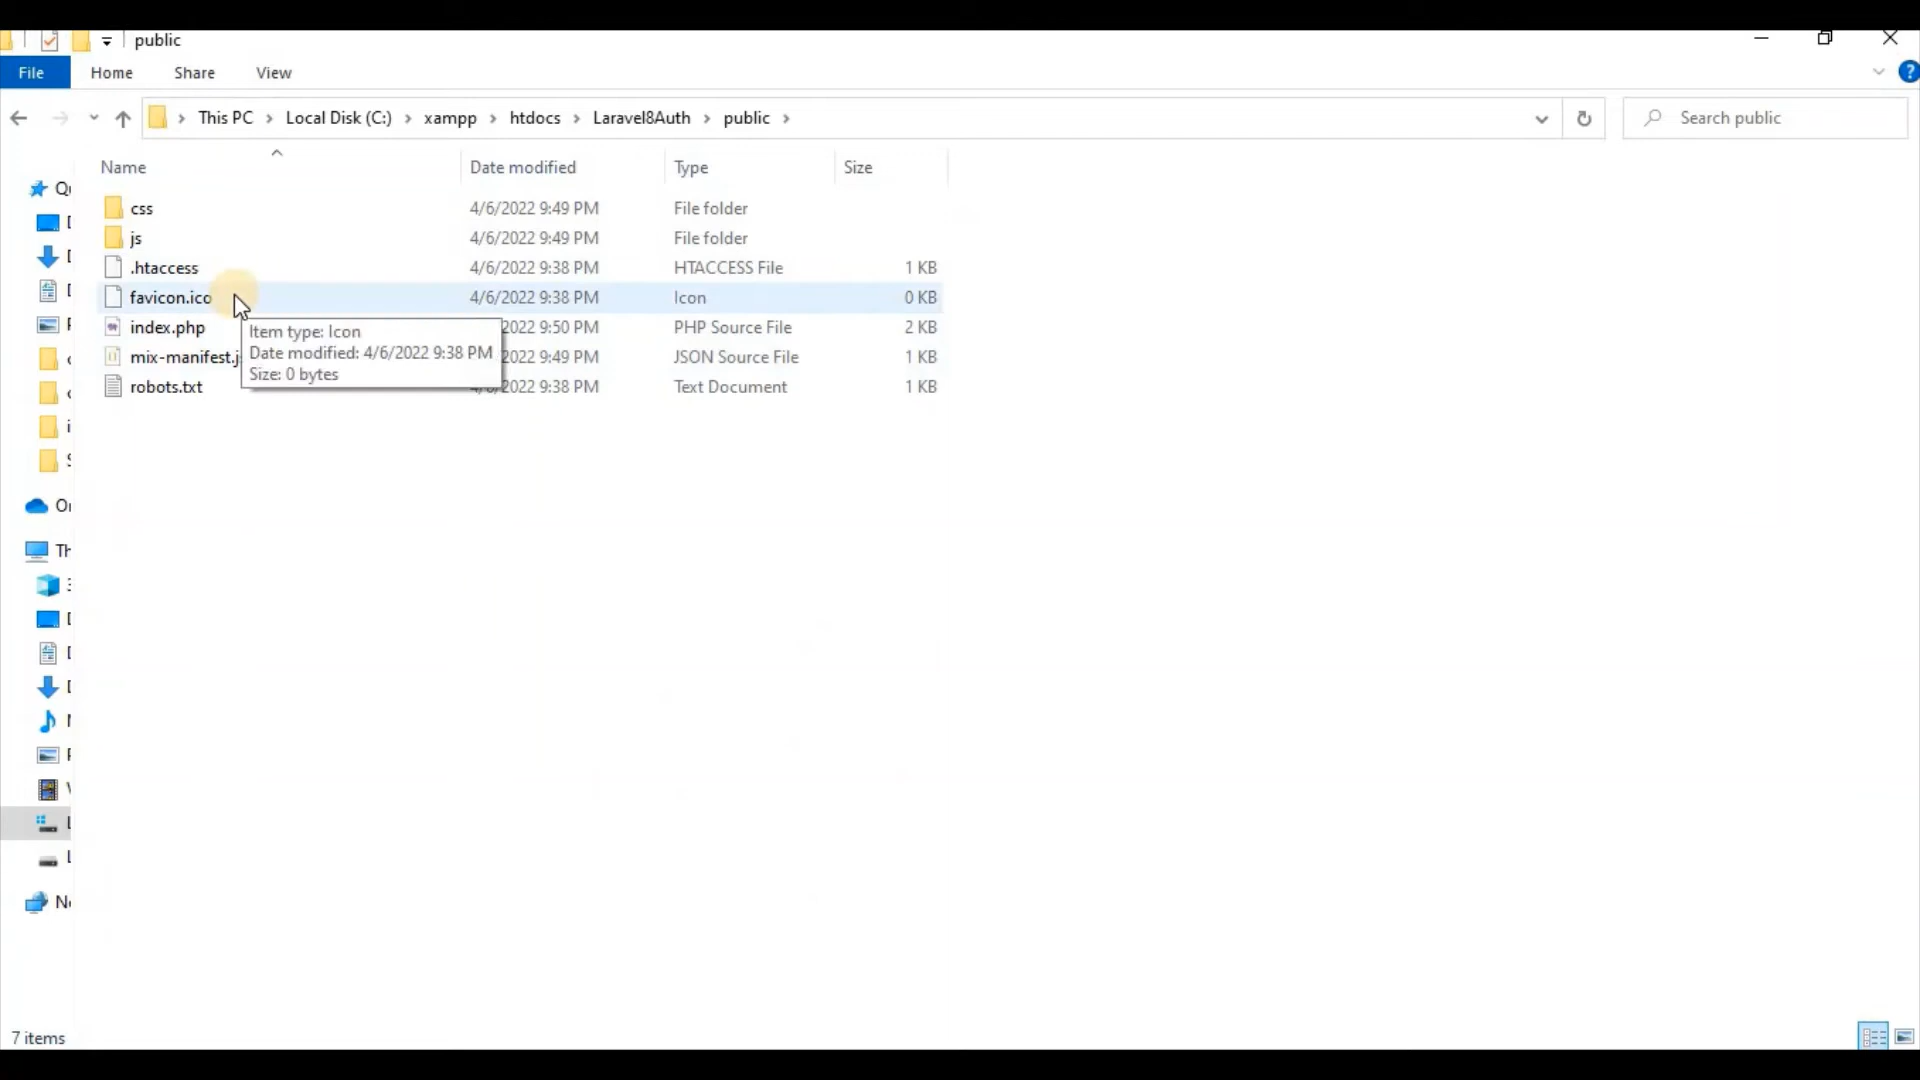 public
File Home Share View
This PC > Local Disk (C:) > xampp > htdocs > Laravel8Auth > public >
Search public
Name Date modified Type Size
css 4/6/2022 9:49 PM File folder
js 4/6/2022 9:49 PM File folder
.htaccess 4/6/2022 9:38 PM HTACCESS File 1 KB
favicon.ico 4/6/2022 9:38 PM Icon 0 KB
index.php 2022 9:50 PM PHP Source File 2 KB
mix-manifest.j 2022 9:49 PM JSON Source File 1 KB
robots.txt 2022 9:38 PM Text Document 1 KB
Item type: Icon
Date modified: 4/6/2022 9:38 PM
Size: 0 bytes
7 items